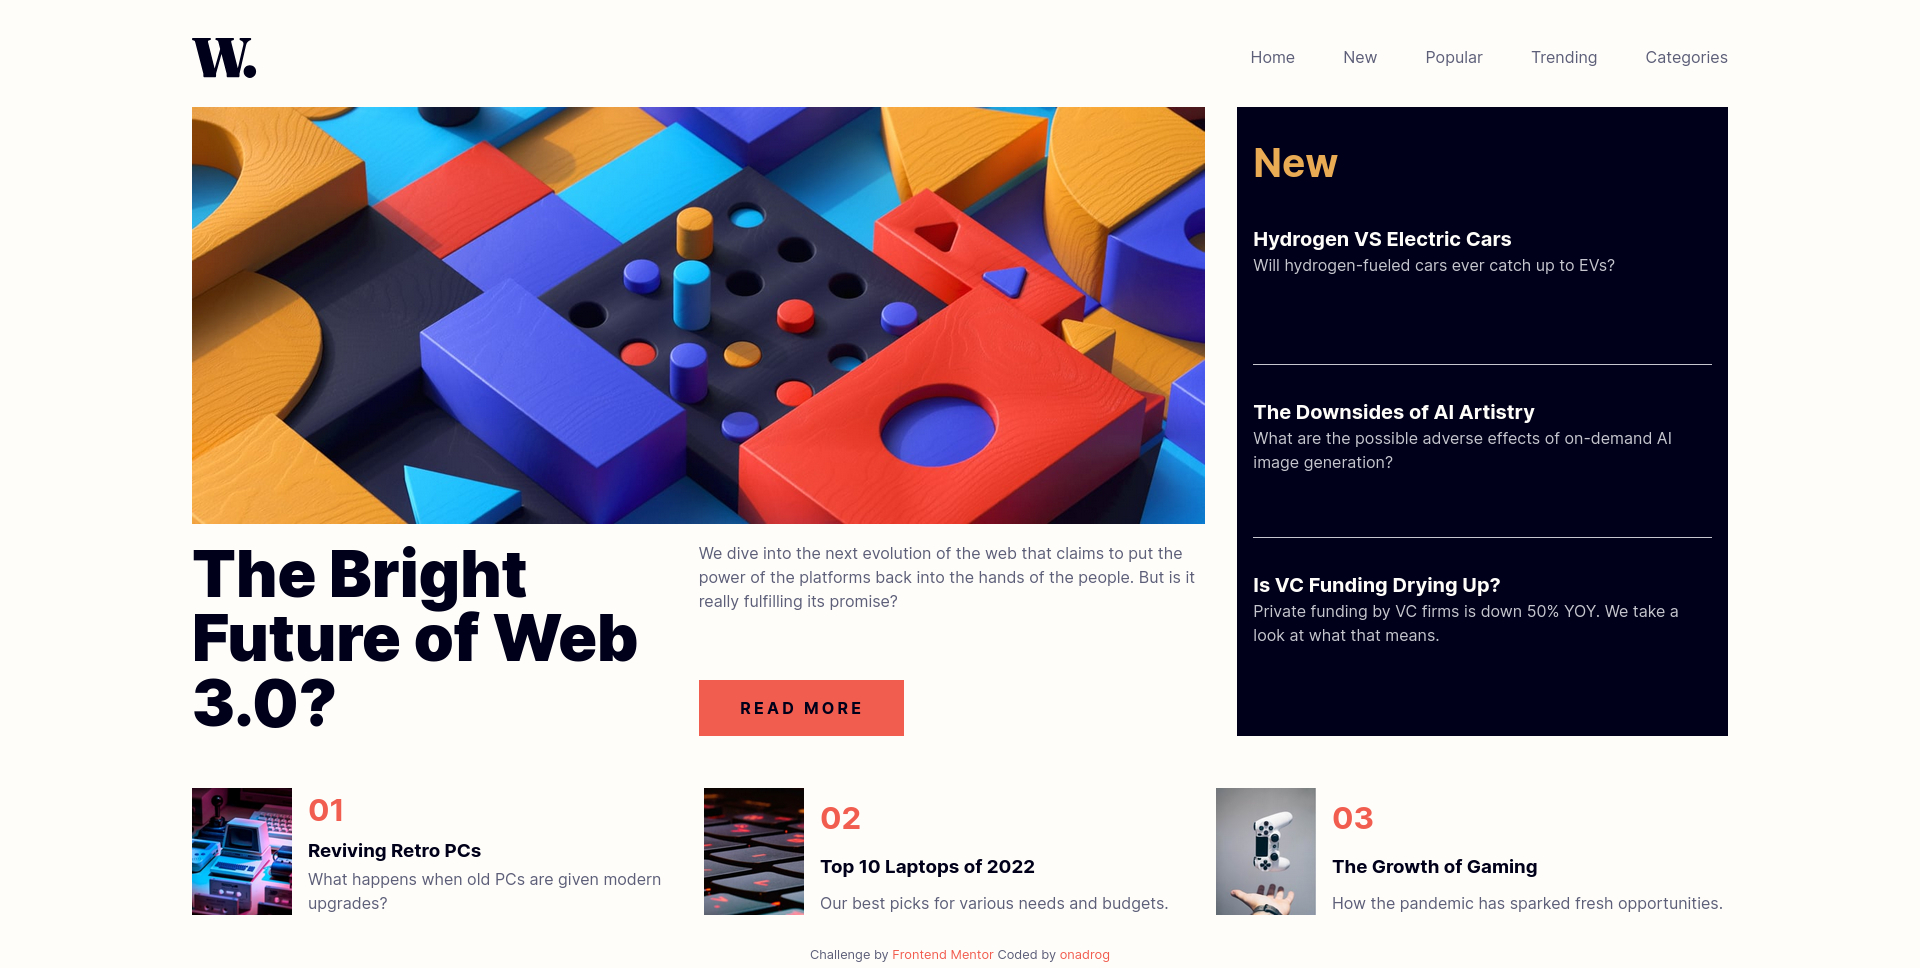 W.
Home New Popular Trending Categories
New
Hydrogen VS Electric Cars
Will hydrogen-fueled cars ever catch up to EVs?
The Downsides of AI Artistry
What are the possible adverse effects of on-demand AI
image generation?
Is VC Funding Drying Up?
Private funding by VC firms is down 50% YOY. We take a
look at what that means.
The Bright
Future of Web
3.0?
We dive into the next evolution of the web that claims to put the
power of the platforms back into the hands of the people. But is it
really fulfilling its promise?
READ MORE
01
Reviving Retro PCs
What happens when old PCs are given modern
upgrades?
02
Top 10 Laptops of 2022
Our best picks for various needs and budgets.
03
The Growth of Gaming
How the pandemic has sparked fresh opportunities.
Challenge by Frontend Mentor Coded by onadrog